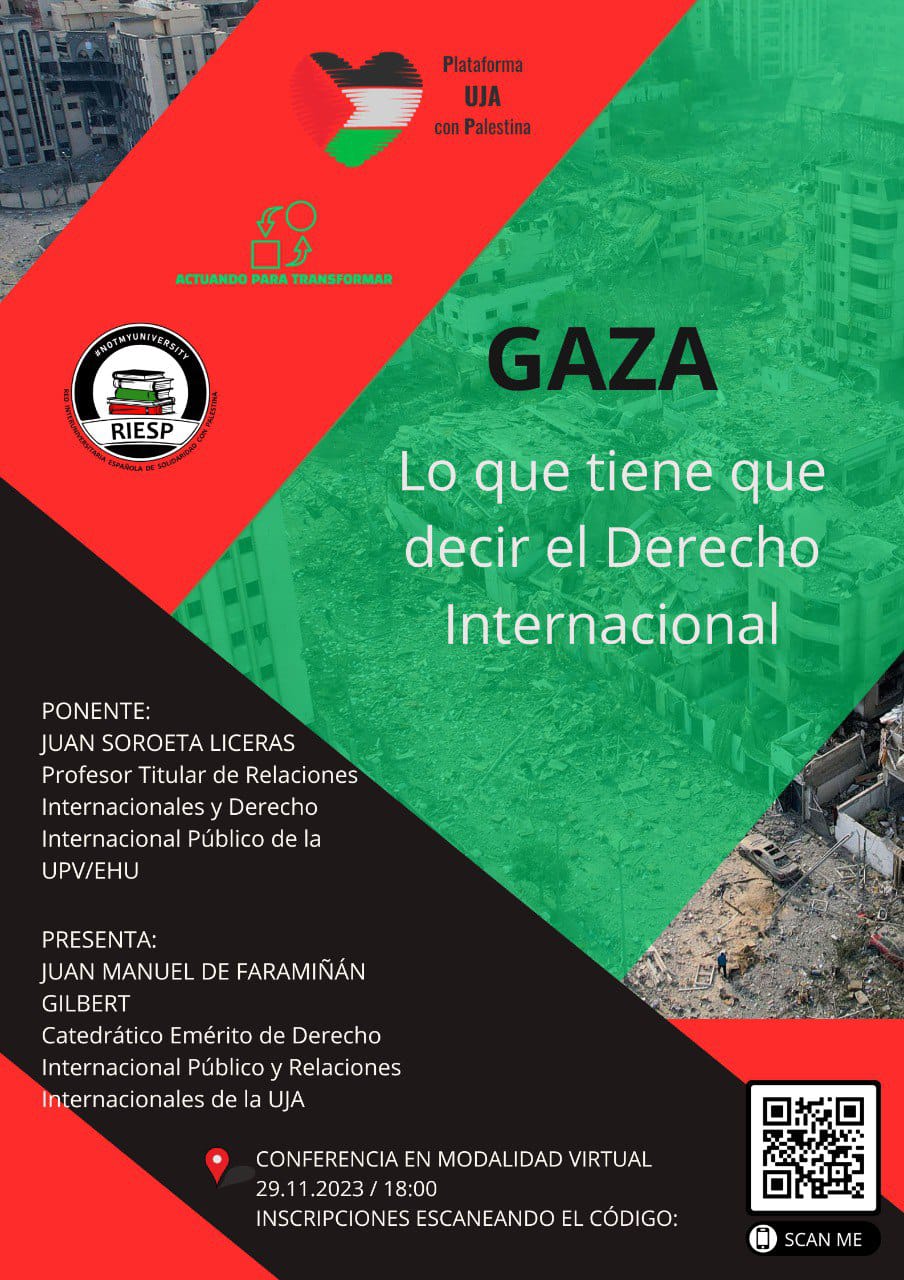 Plataforma
UJA
con Palestina
ACTUANDO PARA TRANSFORMAR
#NOTMYUNIVERSITY
RIESP
RED INTERUNIVERSITARIA ESPAÑOLA DE SOLIDARIDAD CON PALESTINA
GAZA
Lo que tiene que
decir el Derecho
Internacional
PONENTE:
JUAN SOROETA LICERAS
Profesor Titular de Relaciones
Internacionales y Derecho
Internacional Público de la
UPV/EHU
PRESENTA:
JUAN MANUEL DE FARAMIÑÁN
GILBERT
Catedrático Emérito de Derecho
Internacional Público y Relaciones
Internacionales de la UJA
CONFERENCIA EN MODALIDAD VIRTUAL
29.11.2023 / 18:00
INSCRIPCIONES ESCANEANDO EL CÓDIGO:
SCAN ME